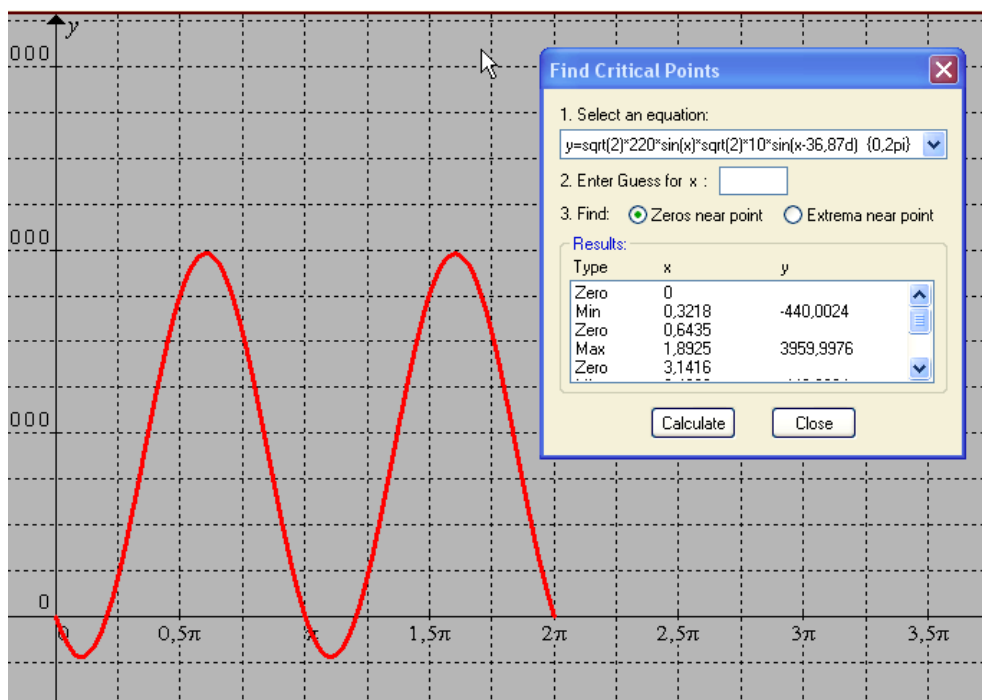 y
000
000
000
0
0
0,5π
π
1,5π
2π
2,5π
3π
3,5π
Find Critical Points
1. Select an equation:
y=sqrt(2)*220*sin(x)*sqrt(2)*10*sin(x-36,87d) {0,2pi}
2. Enter Guess for x :
3. Find: Zeros near point Extrema near point
Results:
Type x y
Zero 0
Min 0,3218 -440,0024
Zero 0,6435
Max 1,8925 3959,9976
Zero 3,1416
Calculate Close